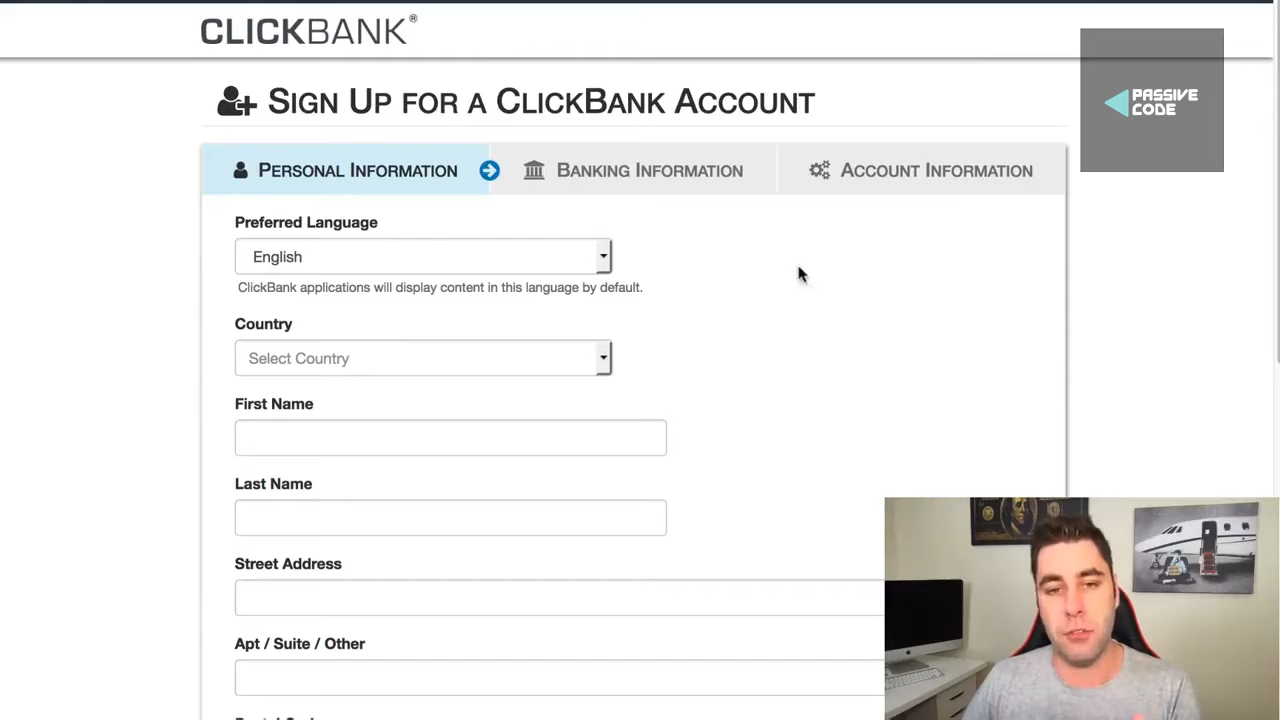 CLICKBANK®
PASSIVE
CODE
SIGN UP FOR A CLICKBANK ACCOUNT
PERSONAL INFORMATION
BANKING INFORMATION
ACCOUNT INFORMATION
Preferred Language
English
ClickBank applications will display content in this language by default.
Country
Select Country
First Name
Last Name
Street Address
Apt / Suite / Other